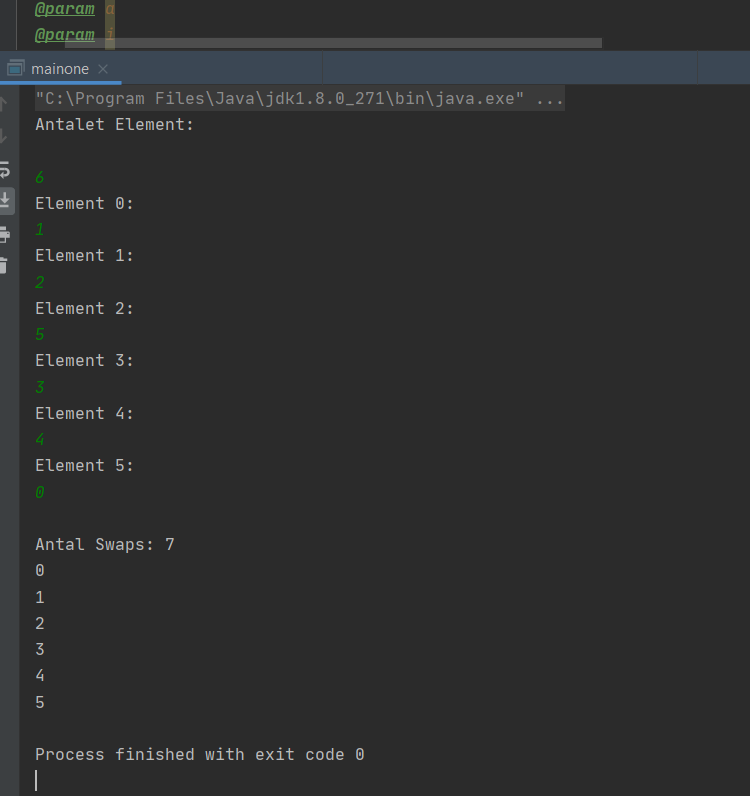 @param a
@param i
mainone
"C:\Program Files\Java\jdk1.8.0_271\bin\java.exe" ...
Antalet Element:
6
Element 0:
1
Element 1:
2
Element 2:
5
Element 3:
3
Element 4:
4
Element 5:
0
Antal Swaps: 7
0
1
2
3
4
5
Process finished with exit code 0